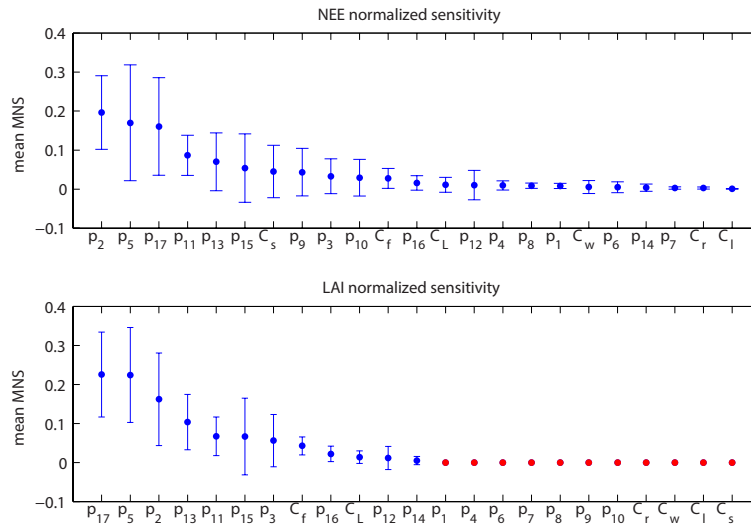 NEE normalized sensitivity
0.4
0.3
0.2
0.1
0
−0.1
mean MNS
p2 p5 p17 p11 p13 p15 Cs p9 p3 p10 Cf p16 CL p12 p4 p8 p1 Cw p6 p14 p7 Cr Cl
LAI normalized sensitivity
0.4
0.3
0.2
0.1
0
−0.1
mean MNS
p17 p5 p2 p13 p11 p15 p3 Cf p16 CL p12 p14 p1 p4 p6 p7 p8 p9 p10 Cr Cw Cl Cs